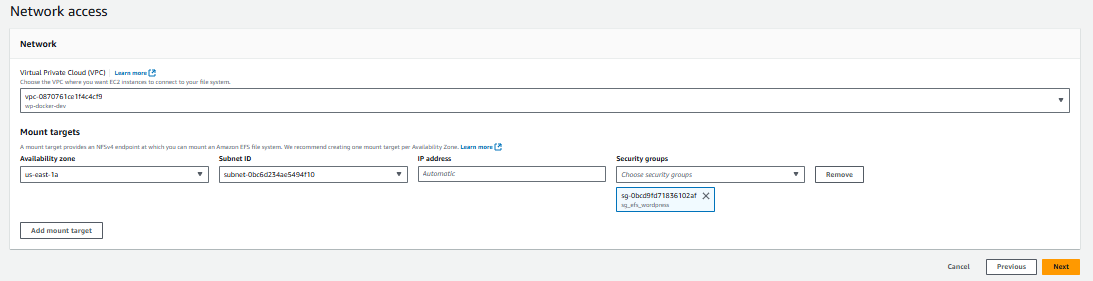 Network access
Network
Virtual Private Cloud (VPC) Learn more
Choose the VPC where you want EC2 instances to connect to your file system.
vpc-0870761ce1f4c4cf9
wp-docker-dev
Mount targets
A mount target provides an NFSv4 endpoint at which you can mount an Amazon EFS file system. We recommend creating one mount target per Availability Zone. Learn more
Availability zone Subnet ID IP address Security groups
us-east-1a subnet-0bc6d234ae5494f10 Automatic Choose security groups Remove
sg-0bcd9fd71836102af
sg_efs_wordpress
Add mount target
Cancel Previous Next